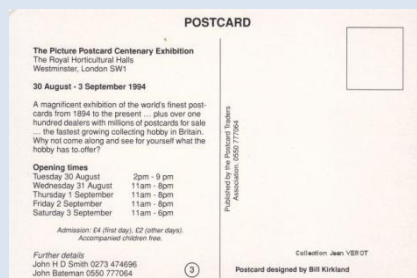 POSTCARD
The Picture Postcard Centenary Exhibition
The Royal Horticultural Halls
Westminster, London SW1
30 August - 3 September 1994
A magnificent exhibition of the world's finest post-
cards from 1894 to the present ... plus over one
hundred dealers with millions of postcards for sale
... the fastest growing collecting hobby in Britain.
Why not come along and see for yourself what the
hobby has to offer?
Opening times
Tuesday 30 August 2pm - 9 pm
Wednesday 31 August 11am - 8pm
Thursday 1 September 11am - 8pm
Friday 2 September 11am - 8pm
Saturday 3 September 11am - 6pm
Admission: £4 (first day), £2 (other days).
Accompanied children free.
Further details
John H D Smith 0273 474696
John Bateman 0550 777064
3
Published by the Postcard Traders
Association. 0550 777064
Collection Jean VEROT
Postcard designed by Bill Kirkland